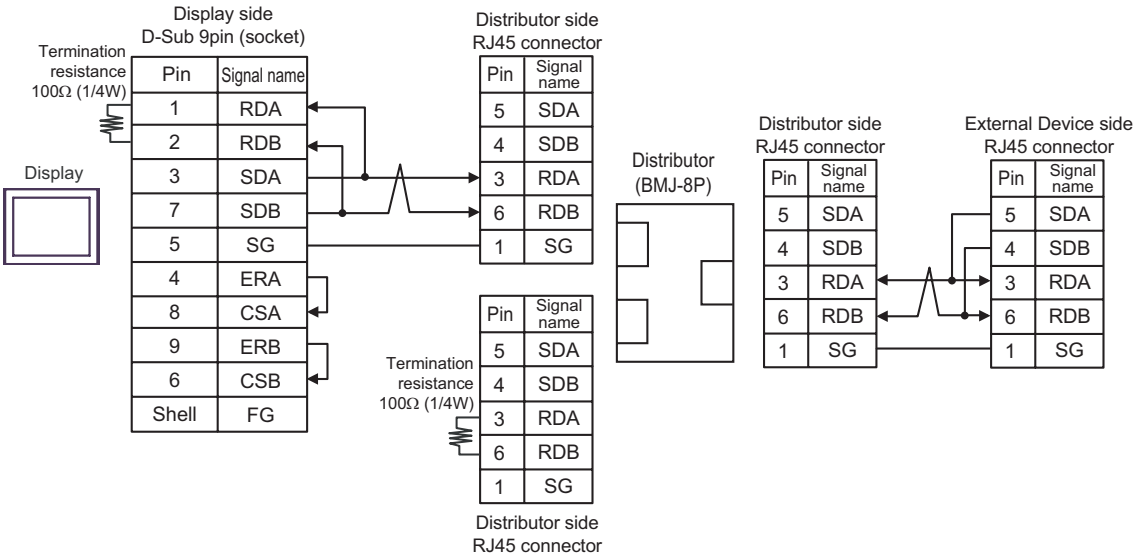 Display side
D-Sub 9pin (socket)
Termination
resistance
100Ω (1/4W)
Pin Signal name
1 RDA
2 RDB
3 SDA
7 SDB
5 SG
4 ERA
8 CSA
9 ERB
6 CSB
Shell FG
Display
Distributor side
RJ45 connector
Pin Signal
name
5 SDA
4 SDB
3 RDA
6 RDB
1 SG
Termination
resistance
100Ω (1/4W)
Pin Signal
name
5 SDA
4 SDB
3 RDA
6 RDB
1 SG
Distributor side
RJ45 connector
Distributor
(BMJ-8P)
Distributor side
RJ45 connector
Pin Signal
name
5 SDA
4 SDB
3 RDA
6 RDB
1 SG
External Device side
RJ45 connector
Pin Signal
name
5 SDA
4 SDB
3 RDA
6 RDB
1 SG